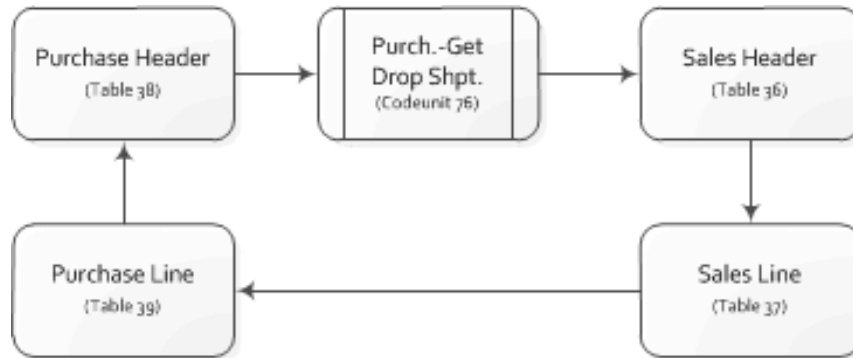 Purchase Header
(Table 38)
Purch.-Get
Drop Shpt.
(Codeunit 76)
Sales Header
(Table 36)
Purchase Line
(Table 39)
Sales Line
(Table 37)